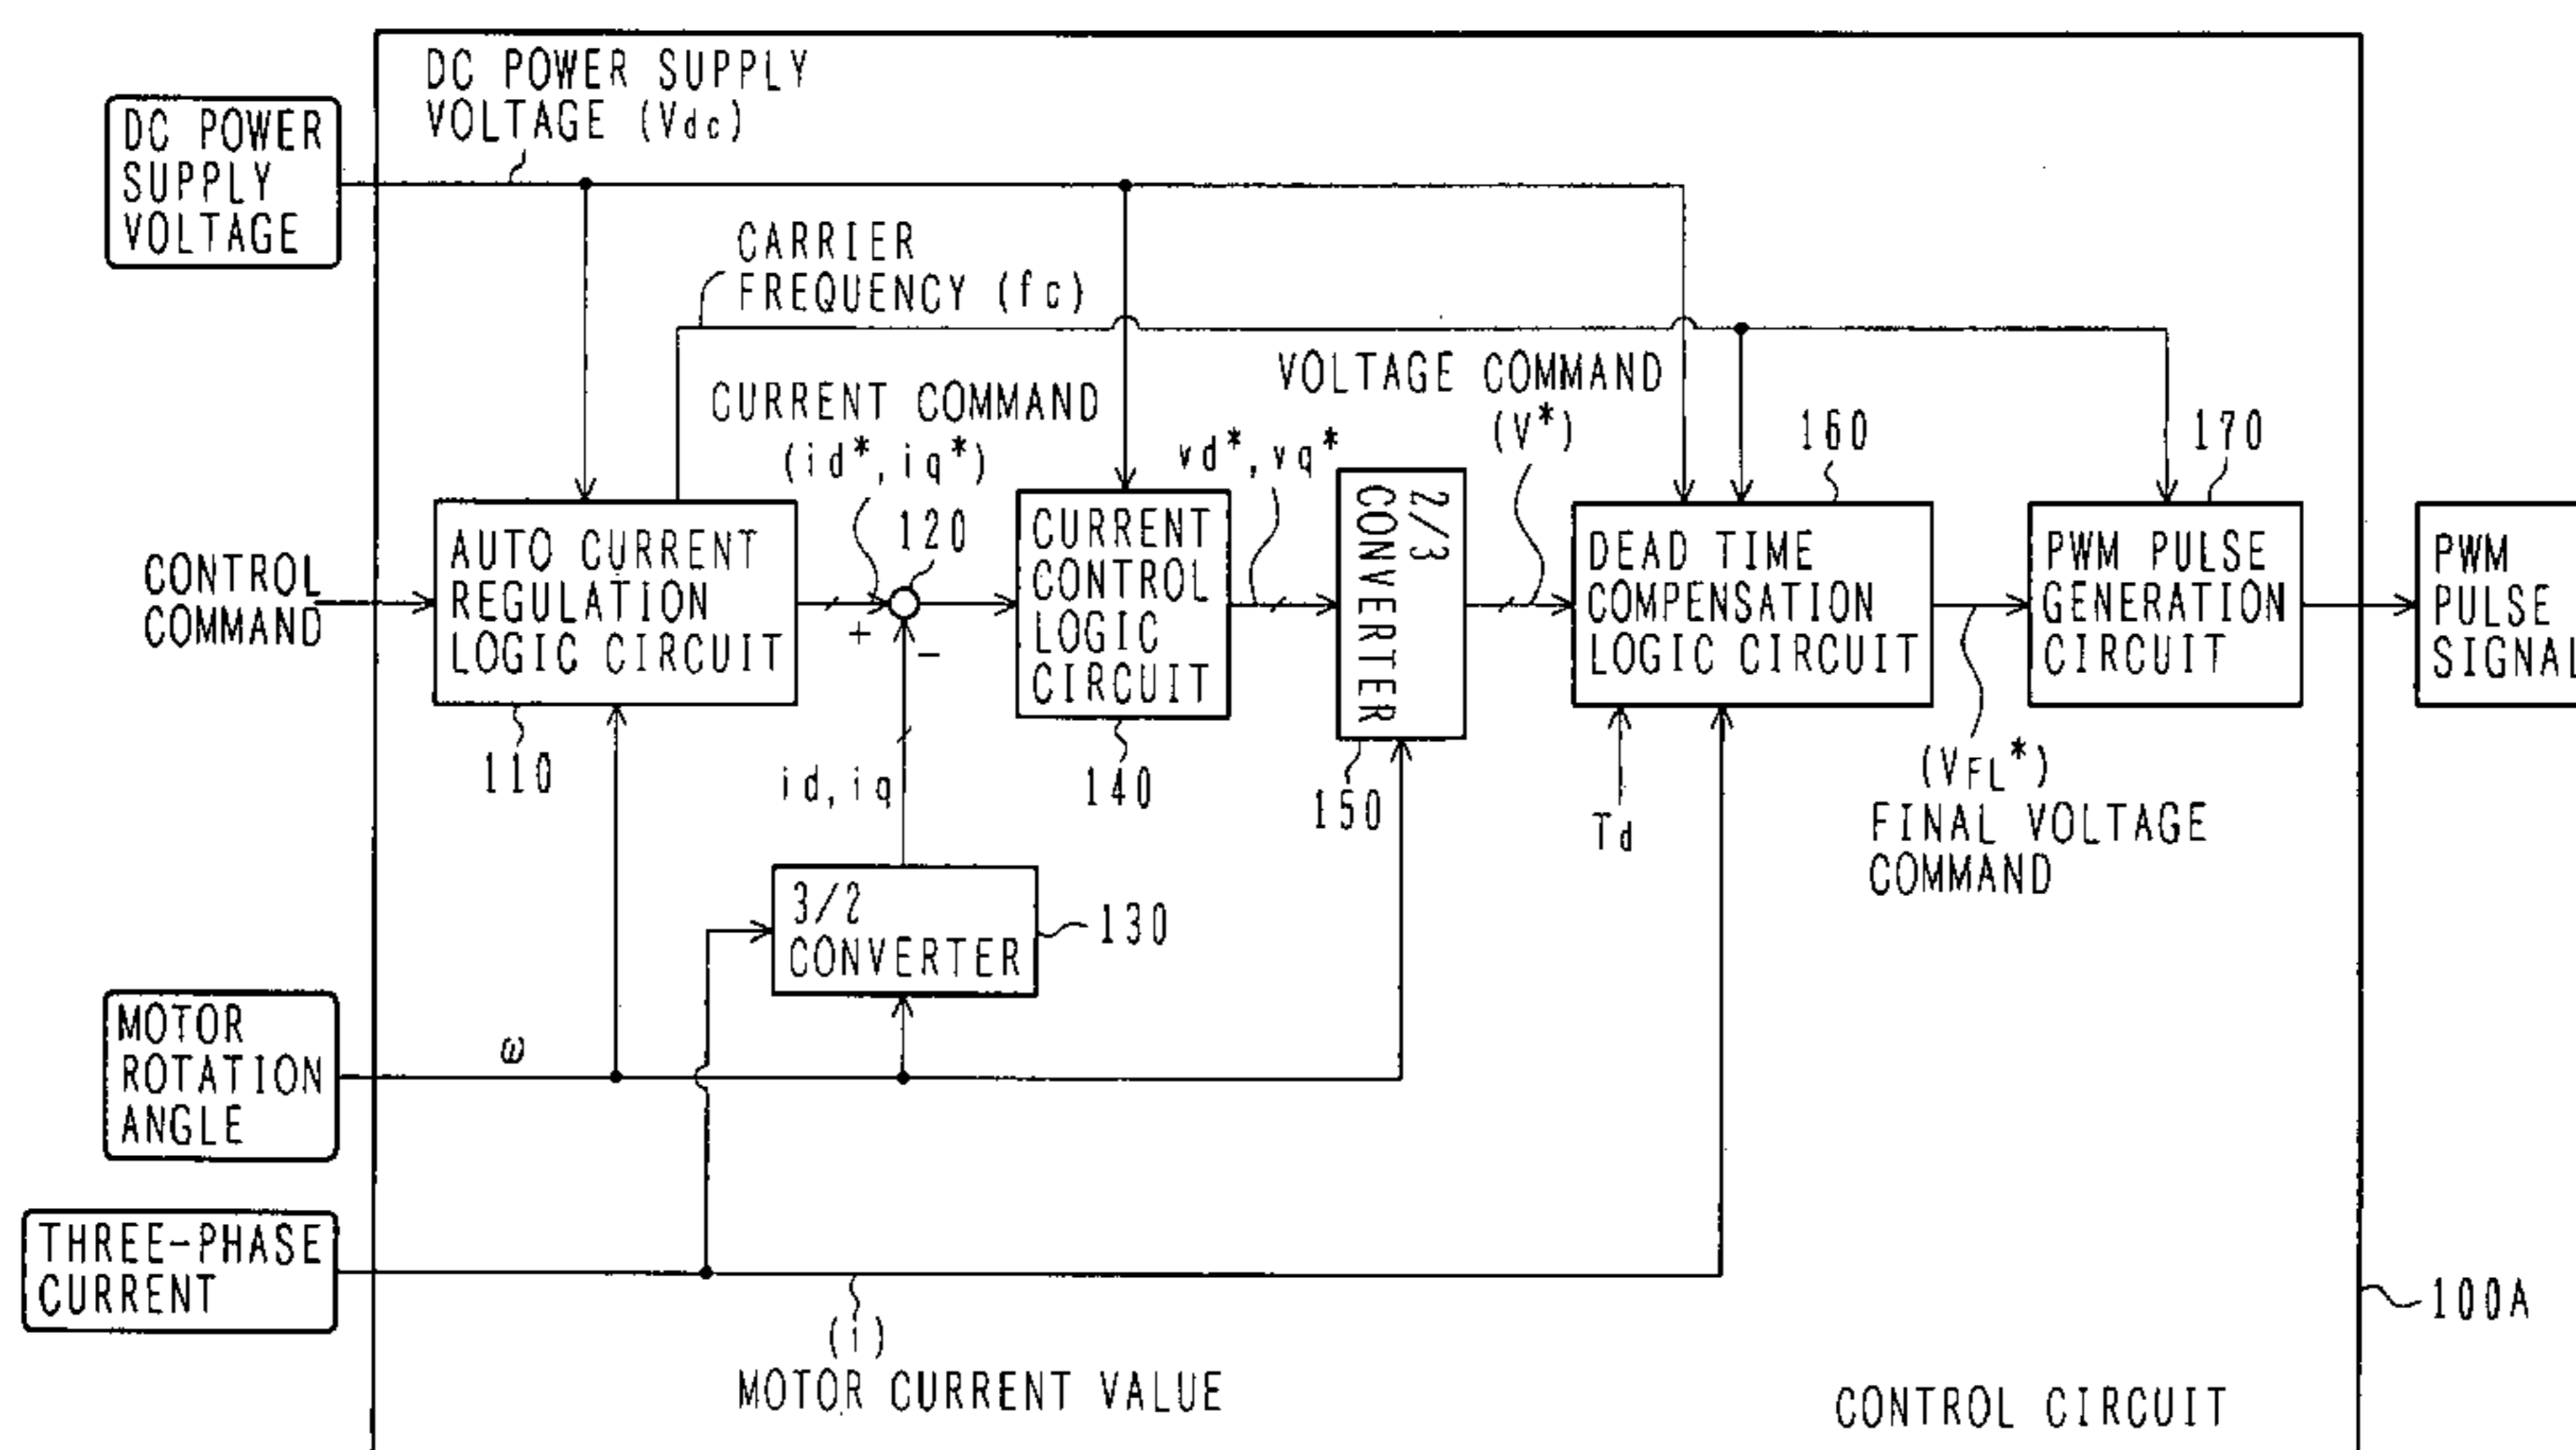 DC POWER SUPPLY
VOLTAGE (Vdc)
DC POWER
SUPPLY
VOLTAGE
CARRIER
FREQUENCY (fc)
CURRENT COMMAND
(id*, iq*)
VOLTAGE COMMAND
(V*)
vd*, vq*
120
160
170
CONTROL
COMMAND
AUTO CURRENT
REGULATION
LOGIC CIRCUIT
+
−
CURRENT
CONTROL
LOGIC
CIRCUIT
2/3
CONVERTER
DEAD TIME
COMPENSATION
LOGIC CIRCUIT
PWM PULSE
GENERATION
CIRCUIT
PWM
PULSE
SIGNAL
110
id, iq
140
150
Td
(VFL*)
FINAL VOLTAGE
COMMAND
3/2
CONVERTER
130
MOTOR
ROTATION
ANGLE
ω
THREE-PHASE
CURRENT
(i)
MOTOR CURRENT VALUE
100A
CONTROL CIRCUIT